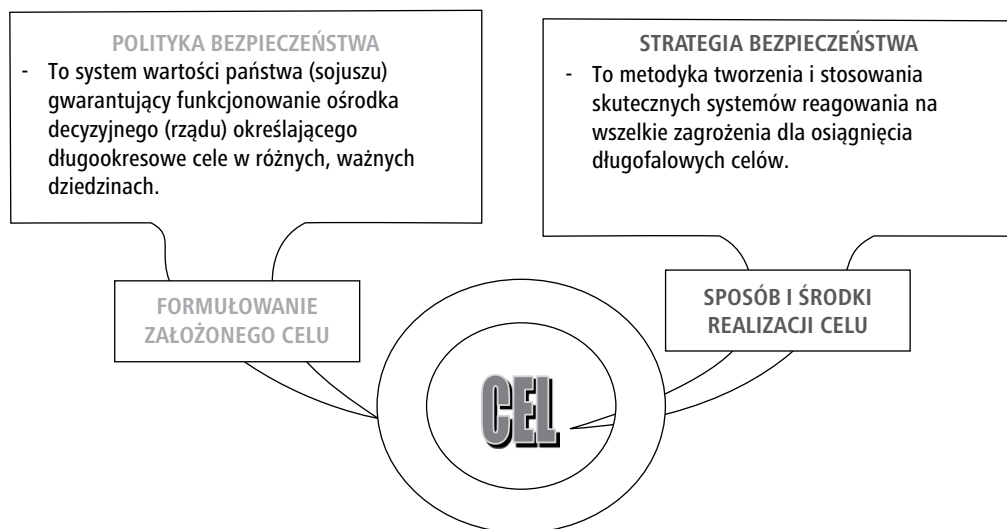 POLITYKA BEZPIECZEŃSTWA
- To system wartości państwa (sojuszu)
gwarantujący funkcjonowanie ośrodka
decyzyjnego (rządu) określającego
długookresowe cele w różnych, ważnych
dziedzinach.
STRATEGIA BEZPIECZEŃSTWA
- To metodyka tworzenia i stosowania
skutecznych systemów reagowania na
wszelkie zagrożenia dla osiągnięcia
długofalowych celów.
FORMUŁOWANIE
ZAŁOŻONEGO CELU
SPOSÓB I ŚRODKI
REALIZACJI CELU
CEL